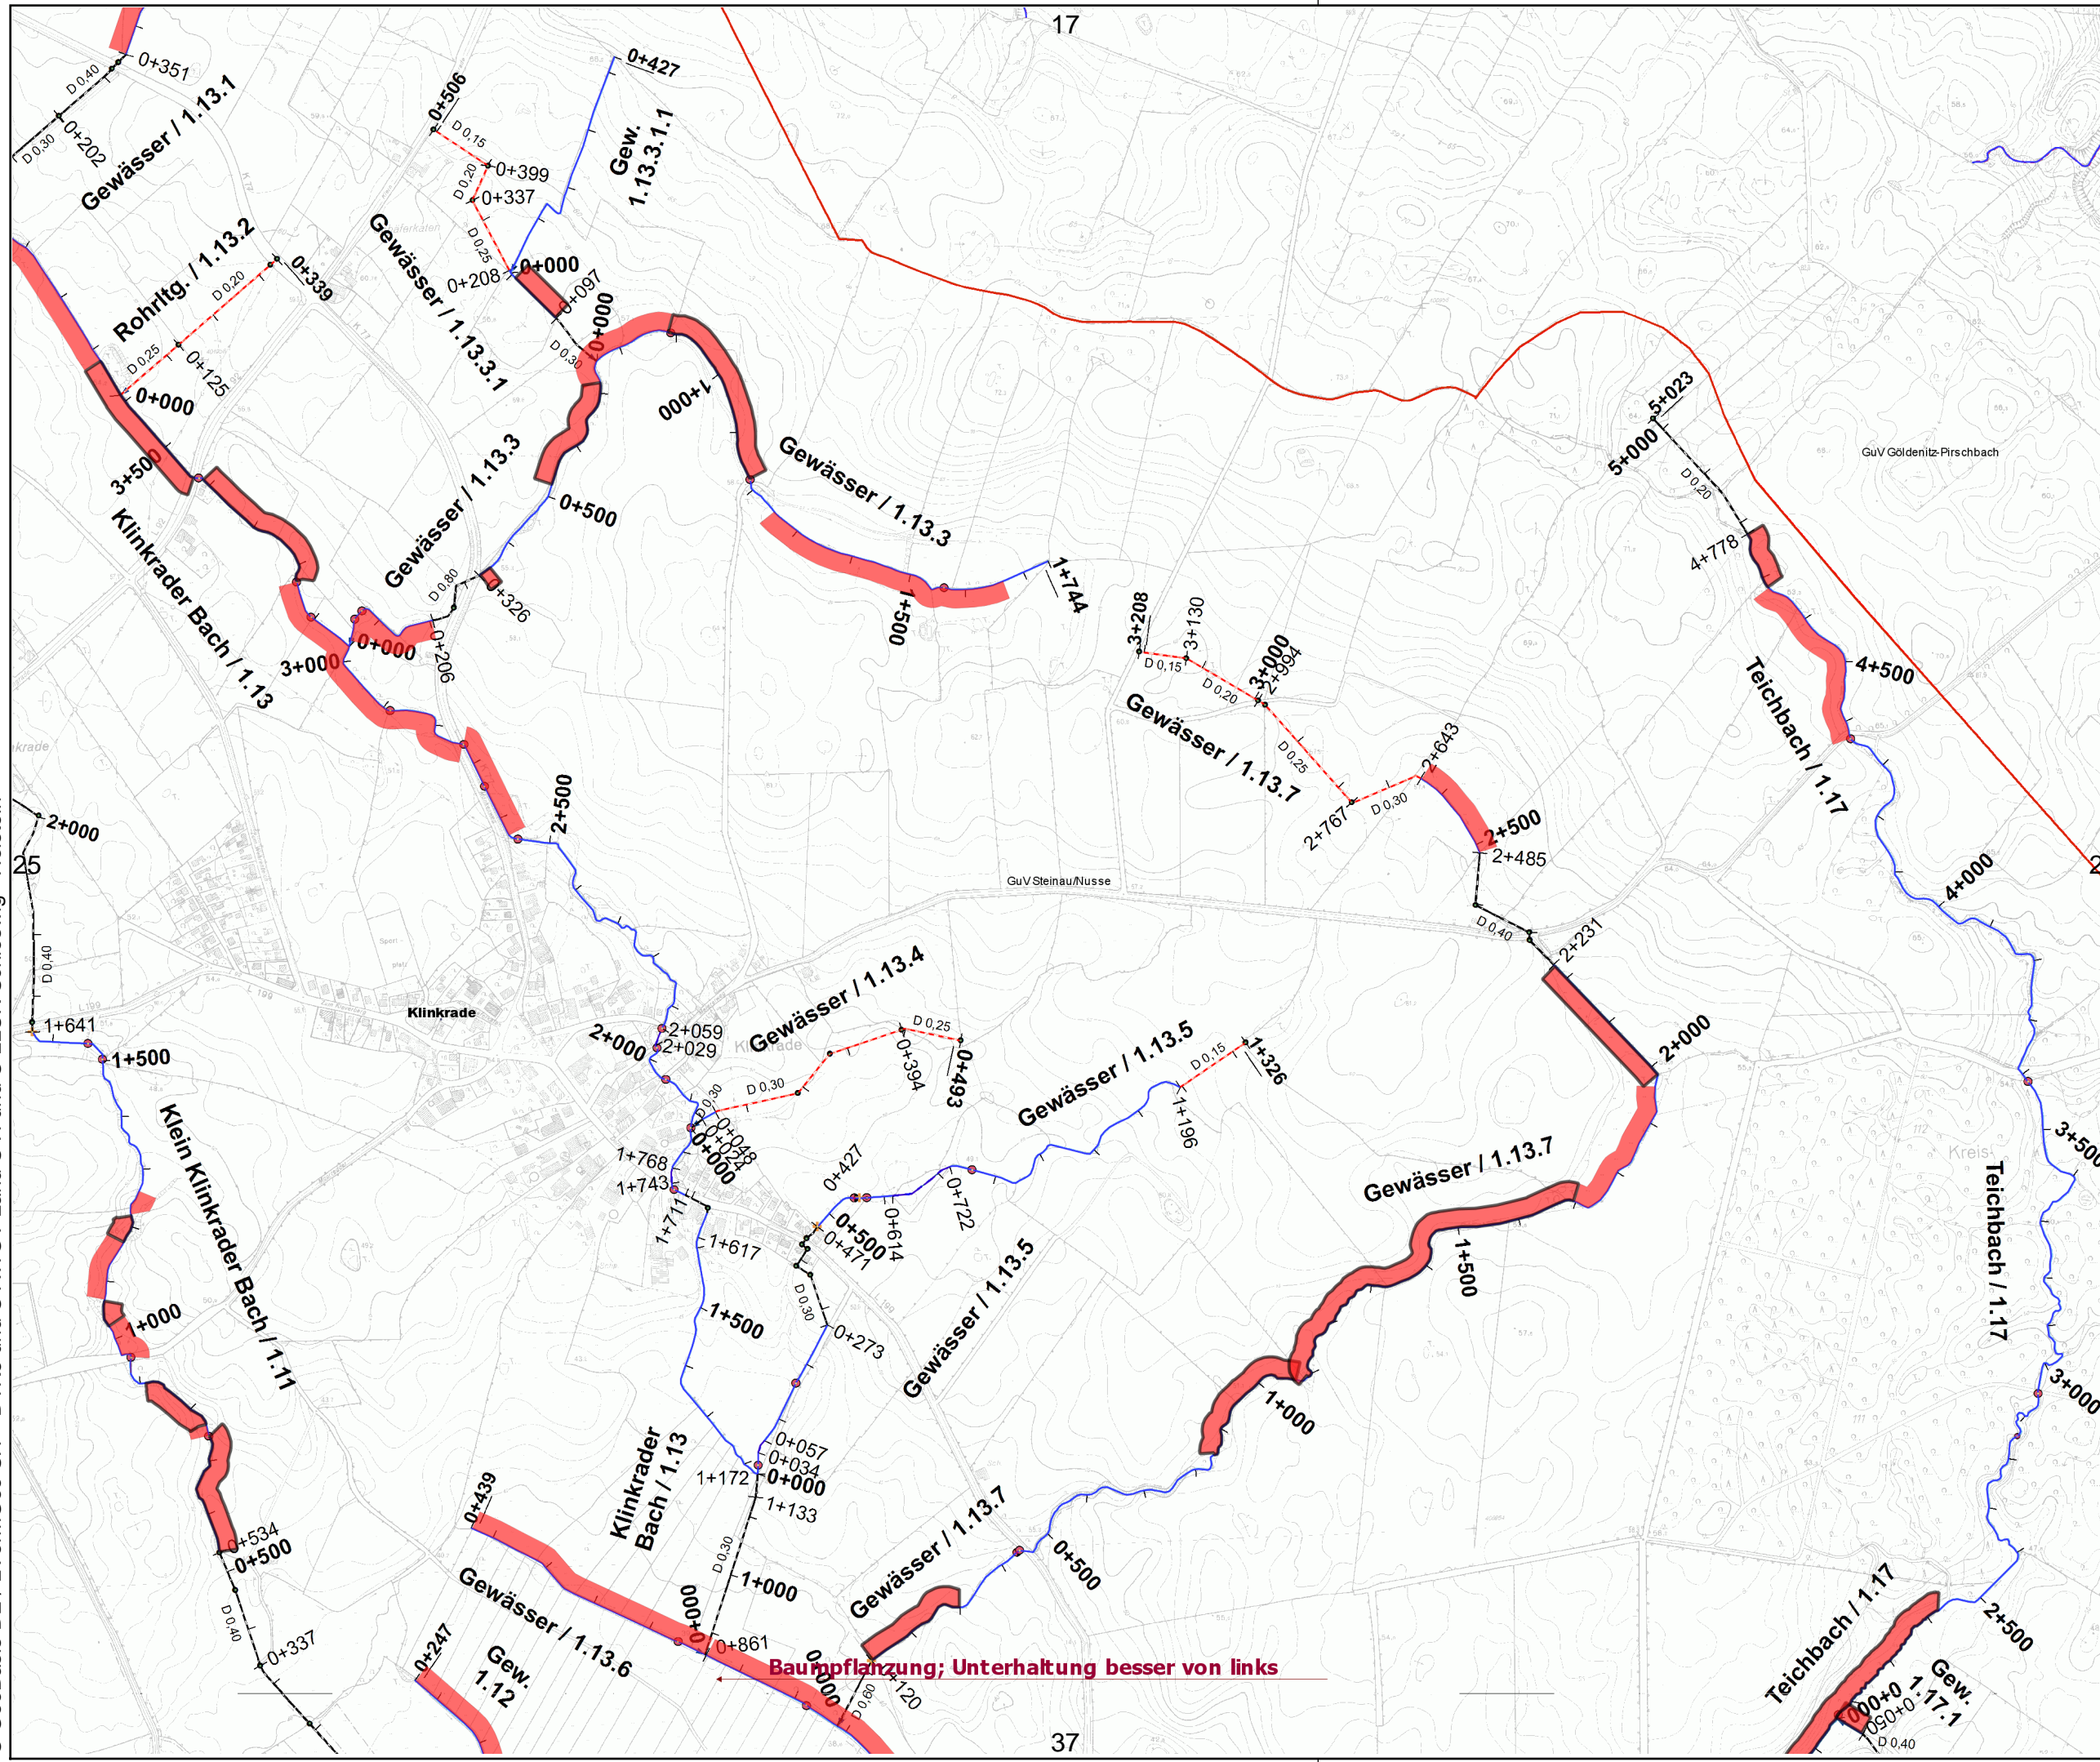 17
0+351
D 0,40
0+202
D 0,30
Gewässer / 1.13.1
0+506
D 0,15
0+399
D 0,20
0+337
D 0,25
0+427
Gew.
1.13.3.1.1
Rohrltg. / 1.13.2
0+339
D 0,20
D 0,25
0+125
0+000
Gewässer / 1.13.3.1
0+208
0+000
0+097
0+000
D 0,30
1+000
3+500
Gewässer / 1.13.3
0+500
Gewässer / 1.13.3
1+500
1+744
Klinkrader Bach / 1.13
D 0,80
0+326
0+000
0+206
3+000
2+500
5+023
5+000
D 0,20
4+778
GuV Göldenitz-Pirschbach
4+500
Teichbach / 1.17
3+208
3+130
D 0,15
3+000
2+994
D 0,20
D 0,25
Gewässer / 1.13.7
2+767
D 0,30
2+643
2+500
2+485
D 0,40
2+231
2+000
4+000
3+500
Kreis-
Teichbach / 1.17
3+000
2+500
25
2+000
D 0,40
L 199
1+641
1+500
Klinkrade
GuV Steinau/Nusse
2+059
2+029
2+000
Klinkrade
Gewässer / 1.13.4
D 0,25
0+394
0+493
D 0,30
D 0,30
0+048
0+024
0+000
1+768
1+743
1+711
1+617
1+500
Gewässer / 1.13.5
D 0,15
1+326
1+196
0+427
0+722
0+614
0+500
0+471
D 0,30
0+273
L 199
Gewässer / 1.13.5
Gewässer / 1.13.7
1+500
1+000
Klein Klinkrader Bach / 1.11
1+000
0+534
0+500
D 0,40
0+337
0+057
0+034
0+000
1+172
1+133
Klinkrader
Bach / 1.13
D 0,30
1+000
0+000
0+861
0+439
Gewässer / 1.13.6
0+247
Gew.
1.12
Gewässer / 1.13.7
0+500
0+000
D 0,60
0+120
Baumpflanzung; Unterhaltung besser von links
37
Teichbach / 1.17
Gew.
1.17.1
0+000
0+050
D 0,40